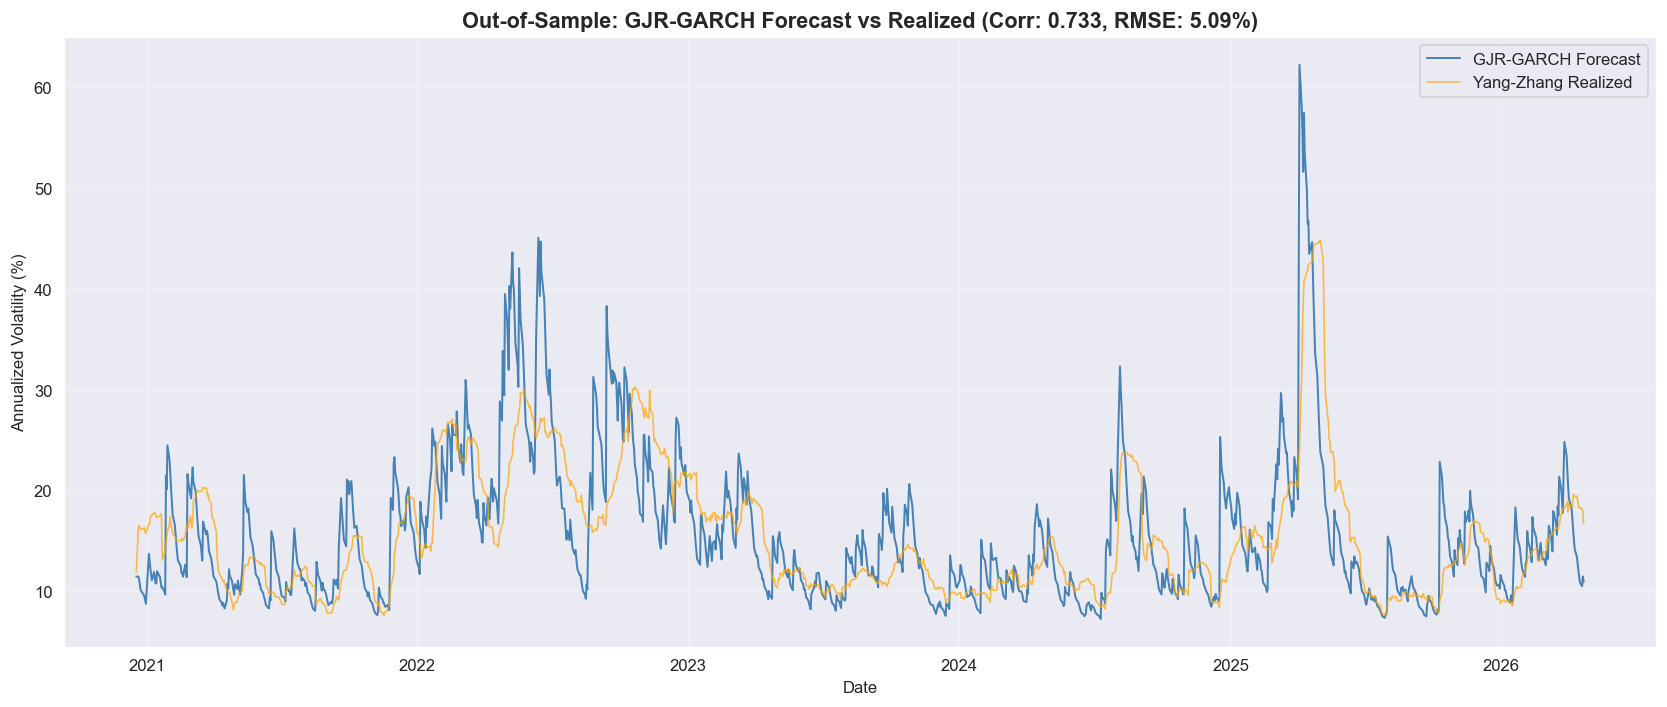 Out-of-Sample: GJR-GARCH Forecast vs Realized (Corr: 0.733, RMSE: 5.09%)
GJR-GARCH Forecast
Yang-Zhang Realized
Annualized Volatility (%)
60
50
40
30
20
10
2021 2022 2023 2024 2025 2026
Date